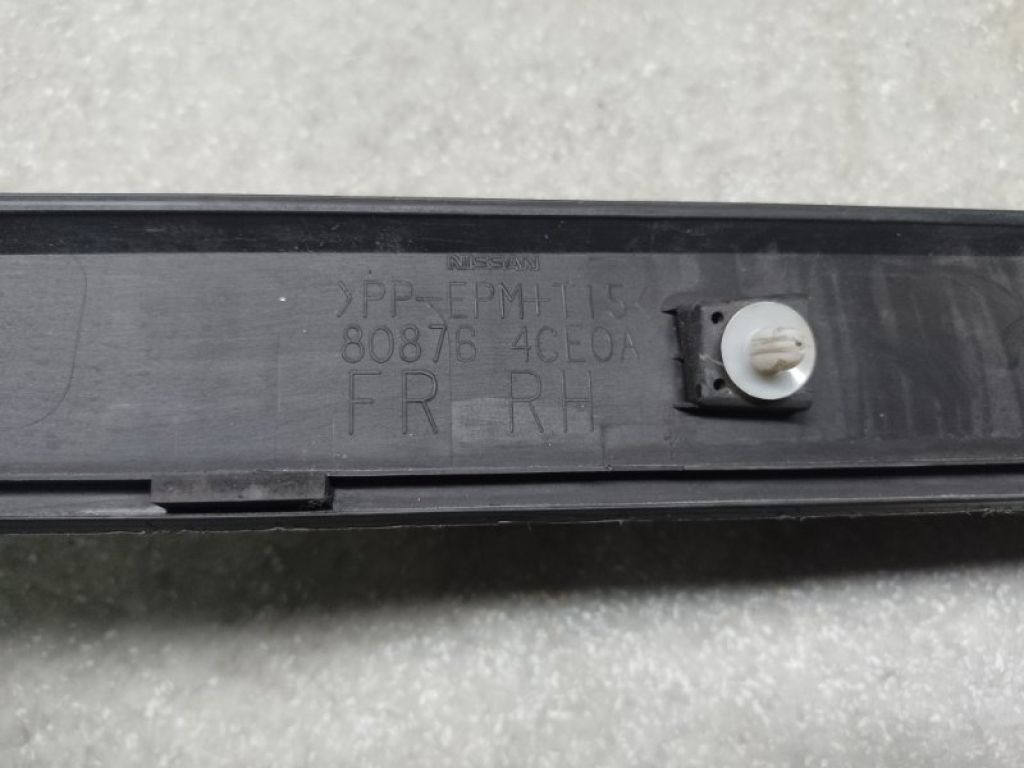 NISSAN
>PP-EPM+T15<
80876 4CE0A
FR RH